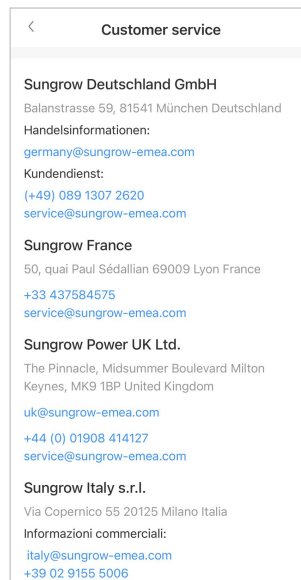 Customer service
Sungrow Deutschland GmbH
Balanstrasse 59, 81541 München Deutschland
Handelsinformationen:
germany@sungrow-emea.com
Kundendienst:
(+49) 089 1307 2620
service@sungrow-emea.com
Sungrow France
50, quai Paul Sédallian 69009 Lyon France
+33 437584575
service@sungrow-emea.com
Sungrow Power UK Ltd.
The Pinnacle, Midsummer Boulevard Milton
Keynes, MK9 1BP United Kingdom
uk@sungrow-emea.com
+44 (0) 01908 414127
service@sungrow-emea.com
Sungrow Italy s.r.l.
Via Copernico 55 20125 Milano Italia
Informazioni commerciali:
italy@sungrow-emea.com
+39 02 9155 5006